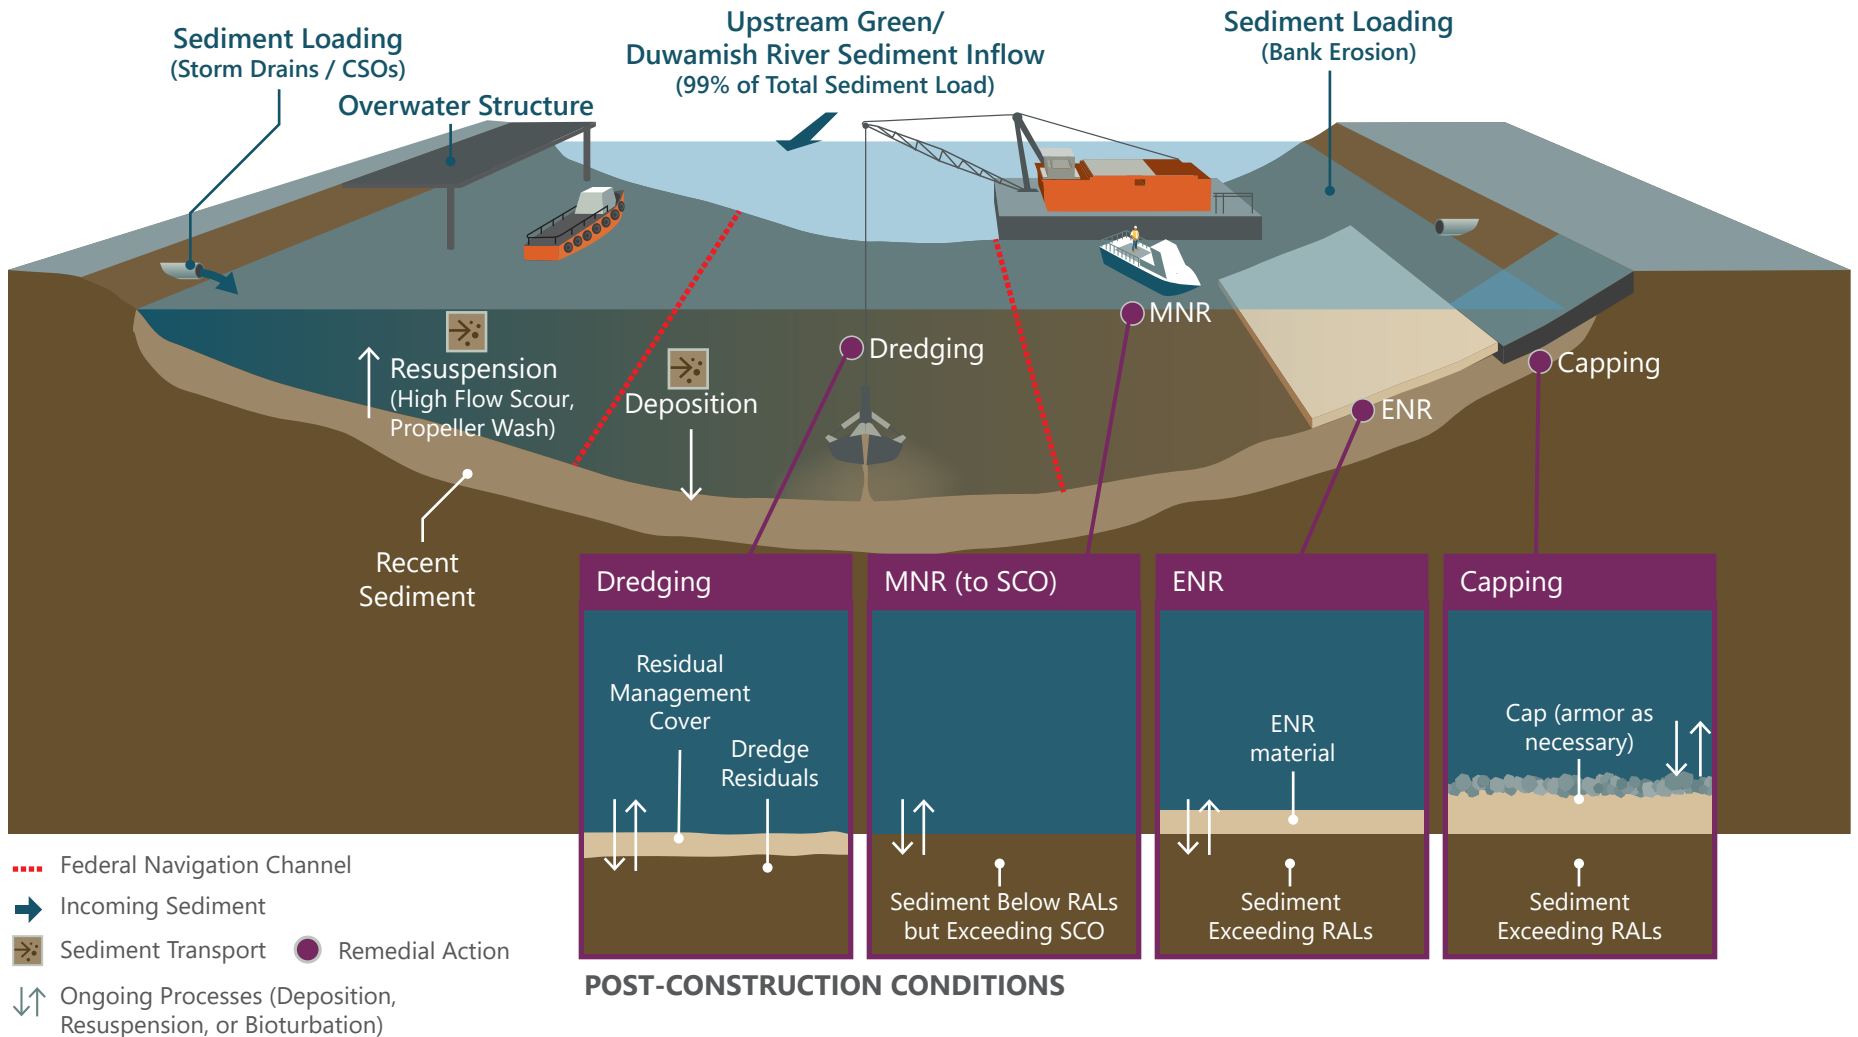 Sediment Loading
(Storm Drains / CSOs)
Overwater Structure
Upstream Green/
Duwamish River Sediment Inflow
(99% of Total Sediment Load)
Sediment Loading
(Bank Erosion)
Resuspension
(High Flow Scour,
Propeller Wash)
Deposition
Dredging
MNR
Capping
ENR
Recent
Sediment
Dredging
Residual
Management
Cover
Dredge
Residuals
MNR (to SCO)
Sediment Below RALs
but Exceeding SCO
ENR
ENR
material
Sediment
Exceeding RALs
Capping
Cap (armor as
necessary)
Sediment
Exceeding RALs
POST-CONSTRUCTION CONDITIONS
Federal Navigation Channel
Incoming Sediment
Sediment Transport
Remedial Action
Ongoing Processes (Deposition,
Resuspension, or Bioturbation)